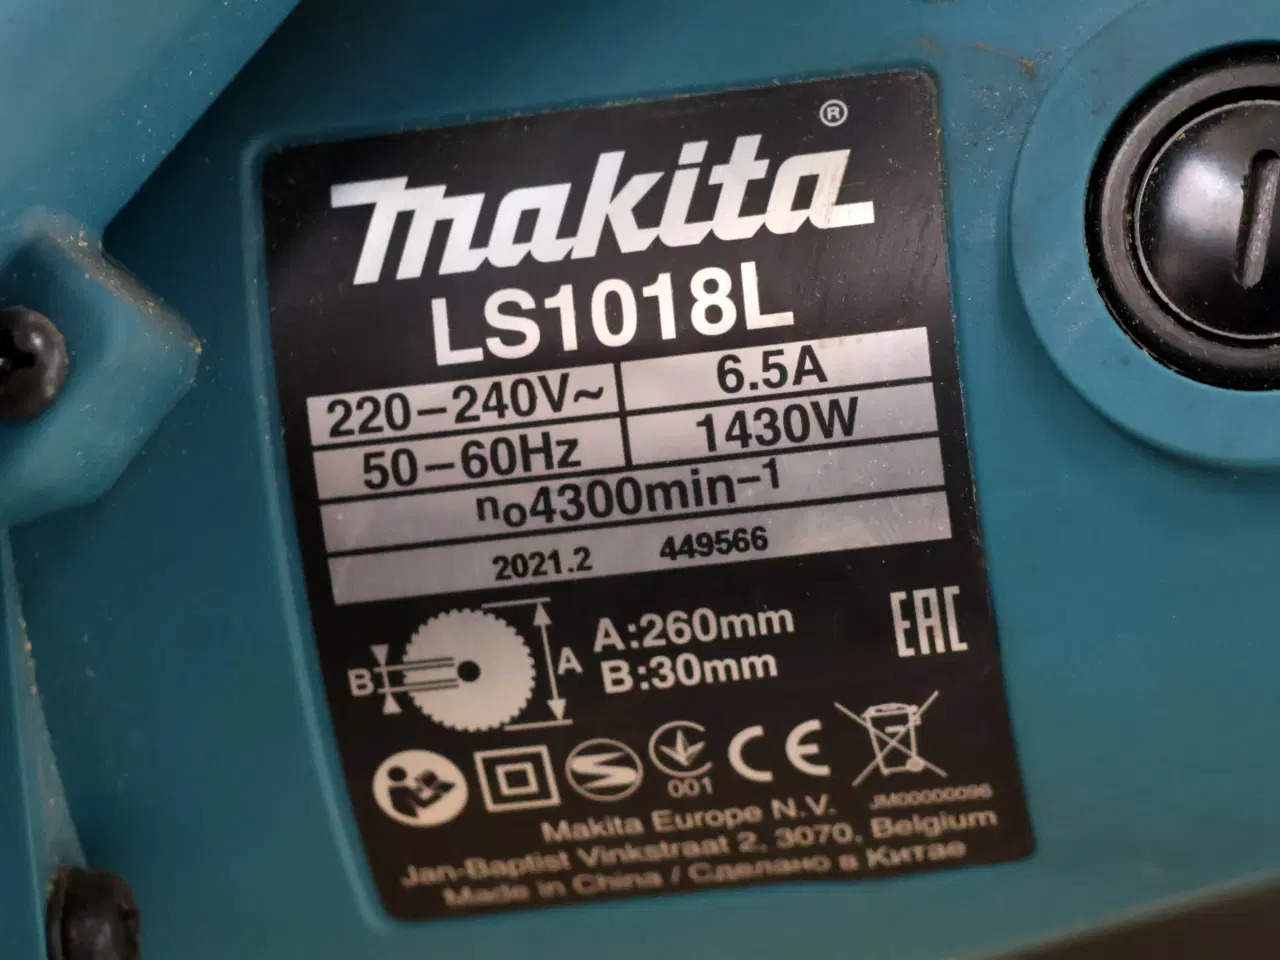 makita®
LS1018L
220–240V~ 6.5A
50–60Hz 1430W
no4300min-1
2021.2 449566
B A A:260mm
B:30mm
EAC
001
CE
JM00000096
Makita Europe N.V.
Jan-Baptist Vinkstraat 2, 3070, Belgium
Made in China / Сделано в Китае